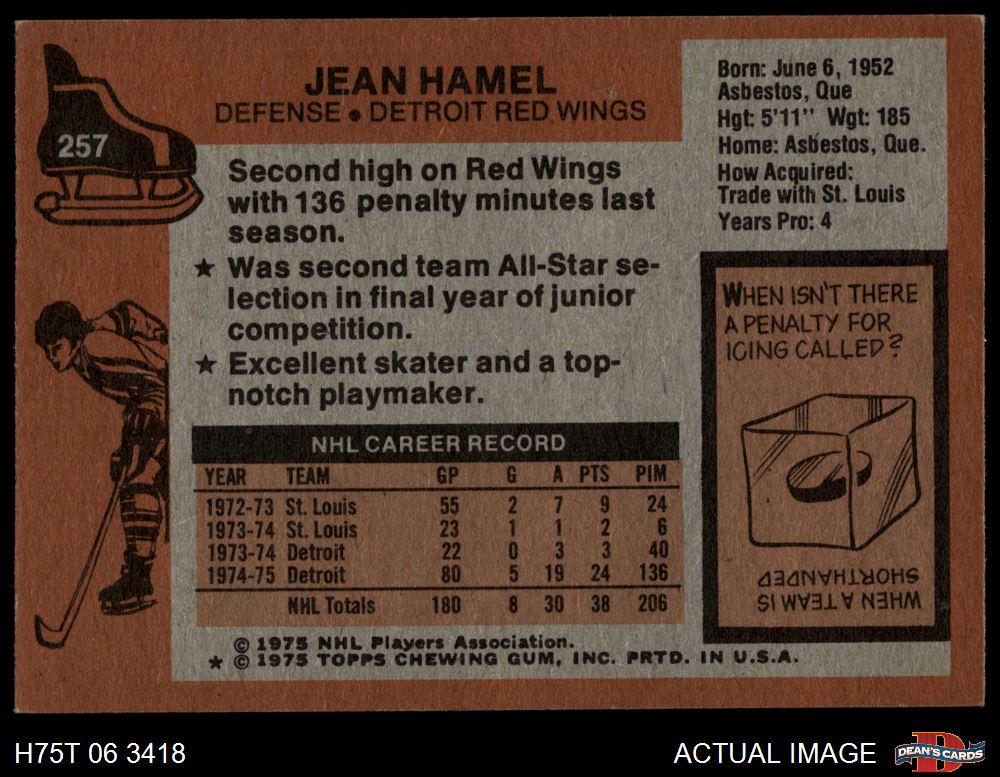 257
JEAN HAMEL
DEFENSE • DETROIT RED WINGS
Second high on Red Wings
with 136 penalty minutes last
season.
★ Was second team All-Star se-
lection in final year of junior
competition.
★ Excellent skater and a top-
notch playmaker.
NHL CAREER RECORD
YEAR TEAM GP G A PTS PIM
1972-73 St. Louis 55 2 7 9 24
1973-74 St. Louis 23 1 1 2 6
1973-74 Detroit 22 0 3 3 40
1974-75 Detroit 80 5 19 24 136
NHL Totals 180 8 30 38 206
© 1975 NHL Players Association.
★ © 1975 TOPPS CHEWING GUM, INC. PRTD. IN U.S.A.
Born: June 6, 1952
Asbestos, Que
Hgt: 5'11" Wgt: 185
Home: Asbestos, Que.
How Acquired:
Trade with St. Louis
Years Pro: 4
WHEN ISN'T THERE
A PENALTY FOR
ICING CALLED?
WHEN A TEAM IS
SHORTHANDED
H75T 06 3418
ACTUAL IMAGE
D
DEAN'S CARDS